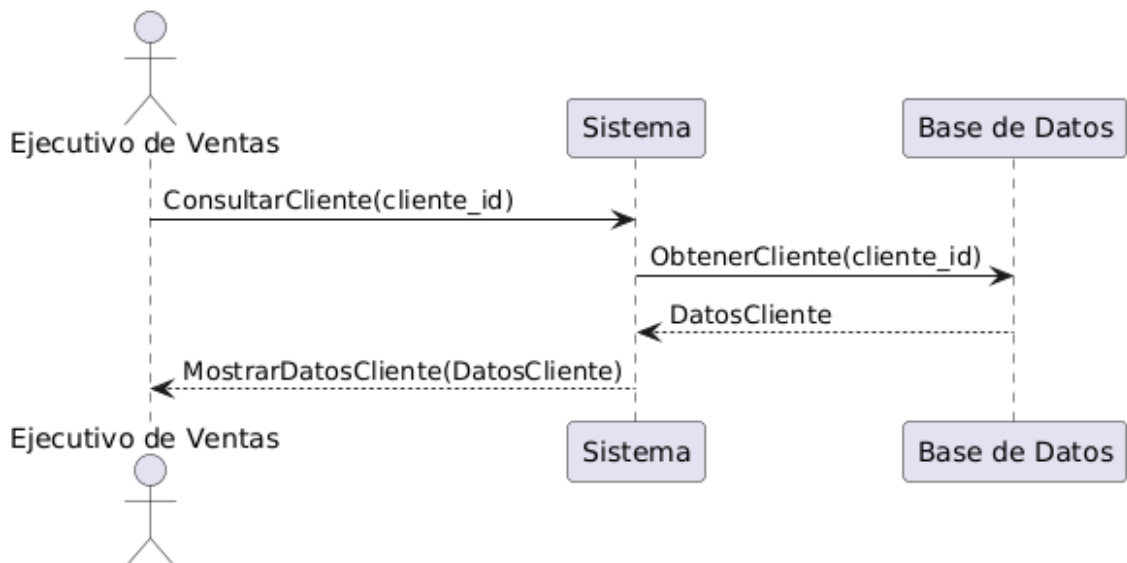 Ejecutivo de Ventas
Sistema
Base de Datos
ConsultarCliente(cliente_id)
ObtenerCliente(cliente_id)
DatosCliente
MostrarDatosCliente(DatosCliente)
Ejecutivo de Ventas
Sistema
Base de Datos